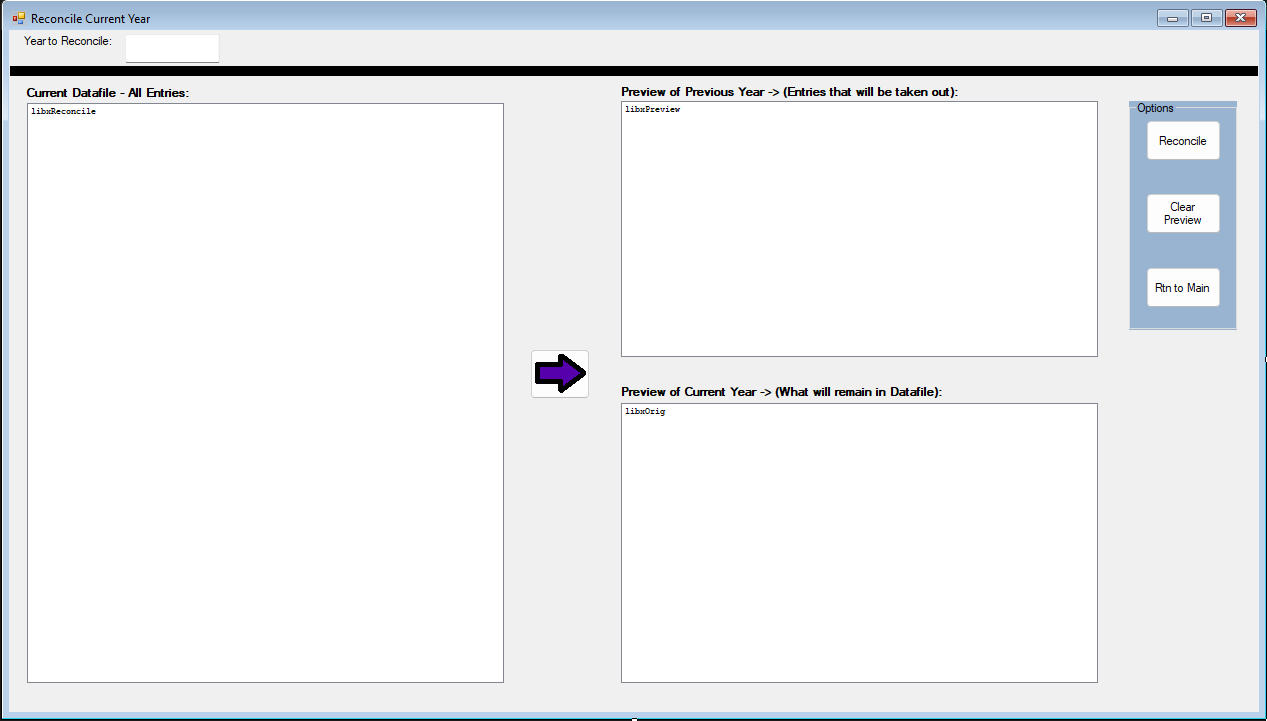 Reconcile Current Year
Year to Reconcile:
Current Datafile - All Entries:
libxReconcile
Preview of Previous Year -> (Entries that will be taken out):
libxPreview
Preview of Current Year -> (What will remain in Datafile):
libxOrig
Options
Reconcile
Clear
Preview
Rtn to Main